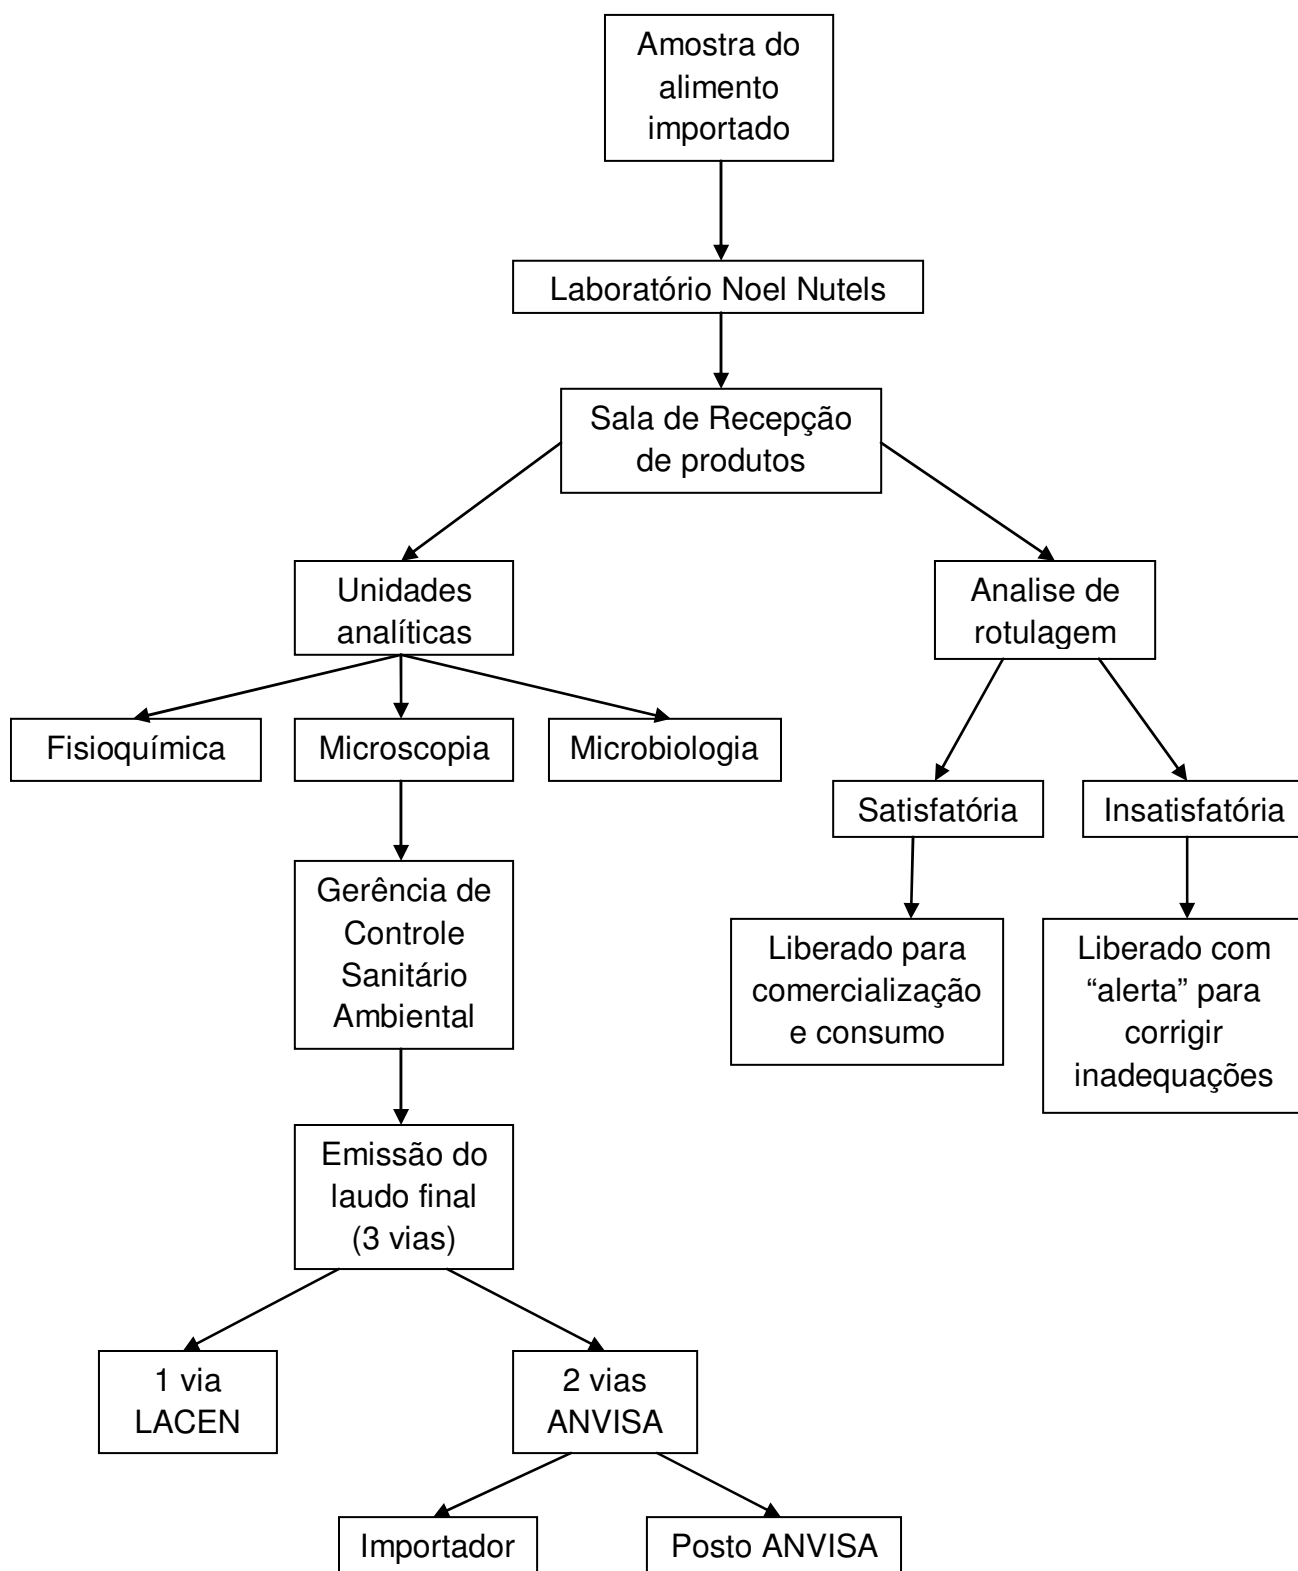 Amostra do
alimento
importado
Laboratório Noel Nutels
Sala de Recepção
de produtos
Unidades
analíticas
Analise de
rotulagem
Fisioquímica
Microscopia
Microbiologia
Satisfatória
Insatisfatória
Gerência de
Controle
Sanitário
Ambiental
Liberado para
comercialização
e consumo
Liberado com
“alerta” para
corrigir
inadequações
Emissão do
laudo final
(3 vias)
1 via
LACEN
2 vias
ANVISA
Importador
Posto ANVISA